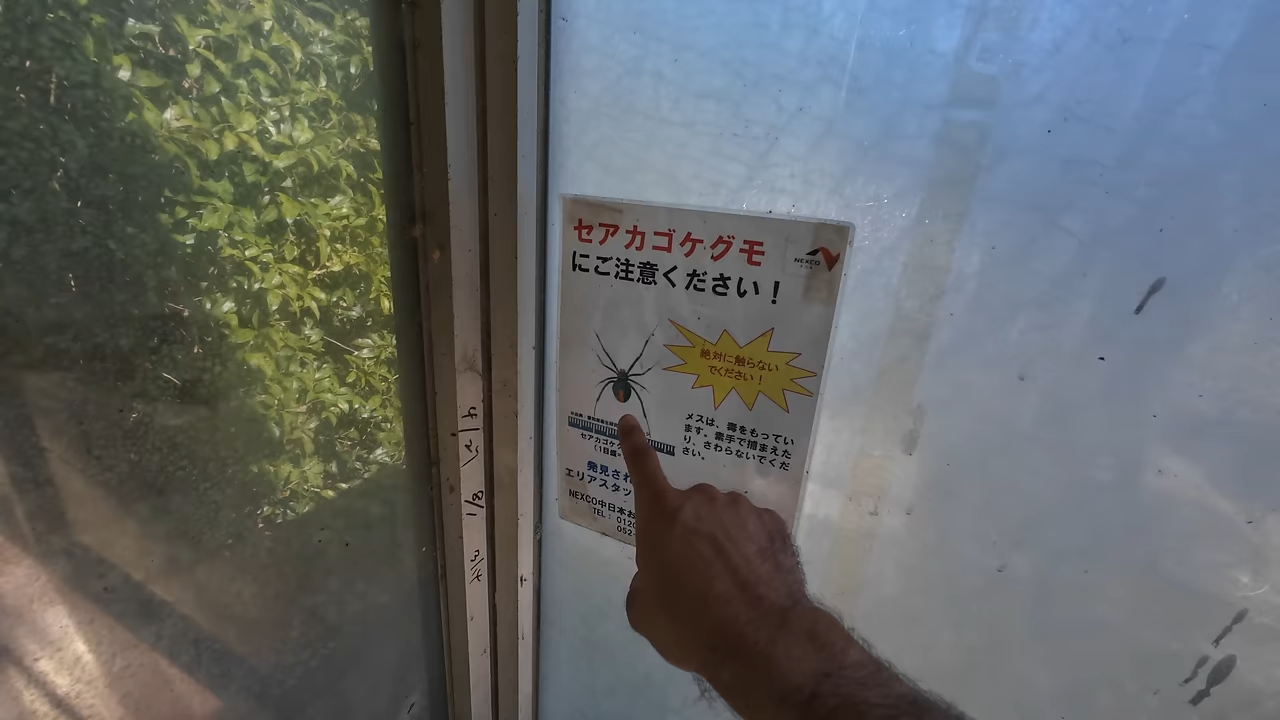 セアカゴケグモ
にご注意ください！
NEXCO
絶対に触らない
でください！
メスは、毒をもってい
ます。素手で捕まえた
り、さわらないでくだ
さい。
セアカゴケグ
（1目盛
発見され
エリアスタッ
NEXCO中日本お
TEL： 0120
052